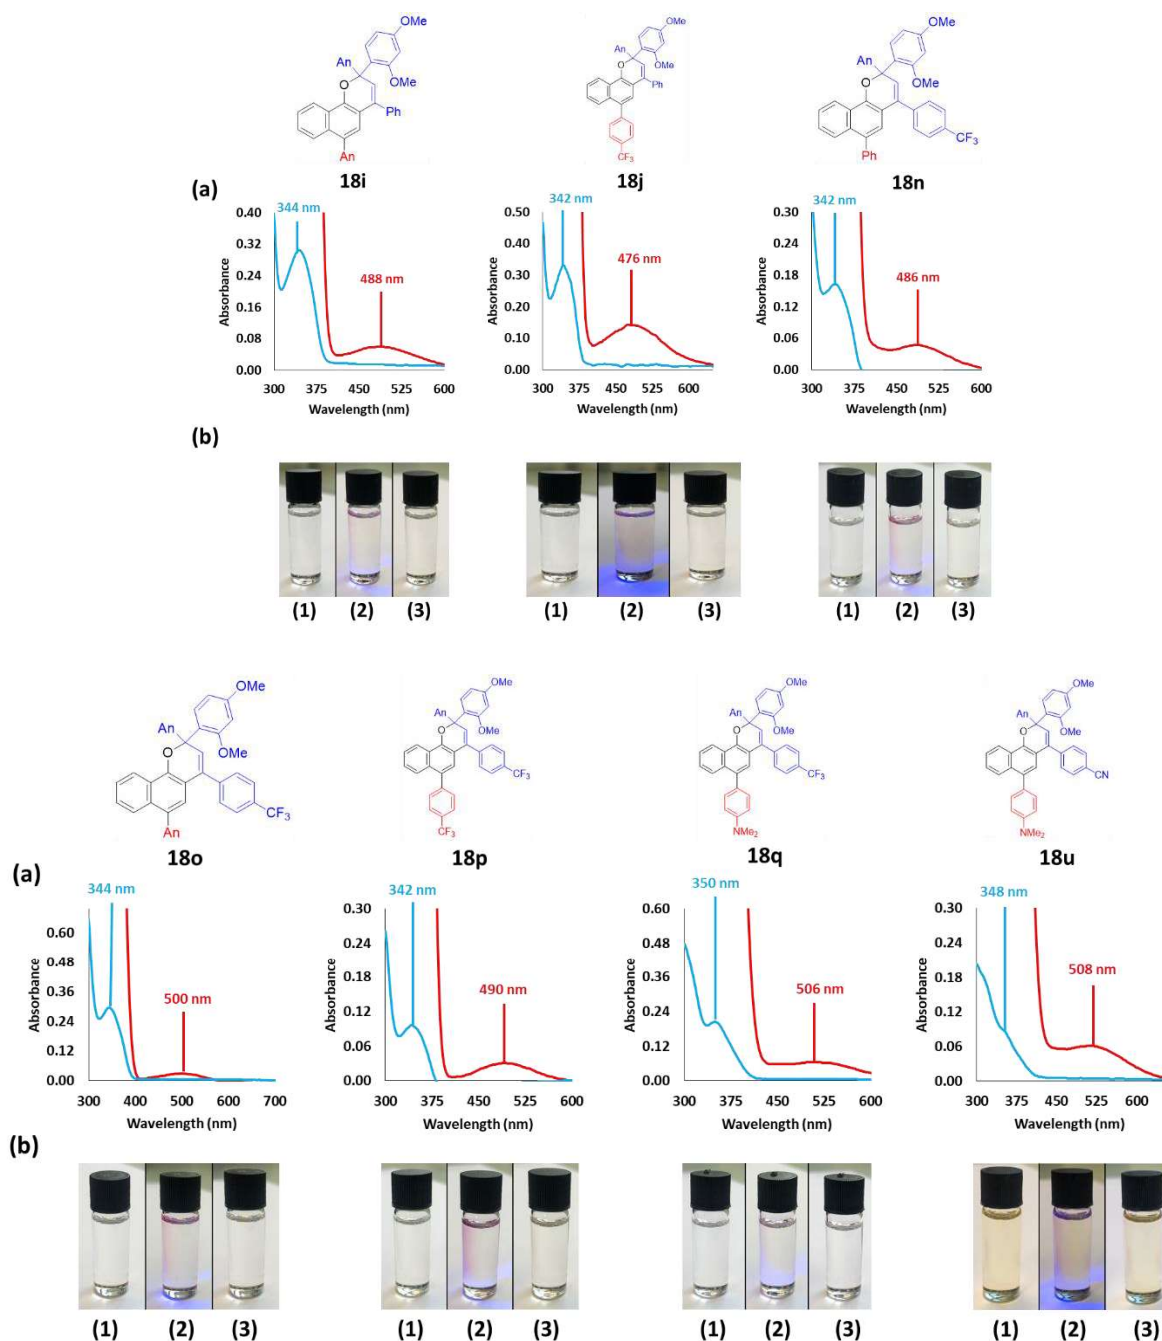 OMe
An
O
OMe
Ph
An
18i
OMe
An
O
OMe
Ph
CF3
18j
OMe
An
O
OMe
CF3
Ph
18n
(a)
344 nm
488 nm
0.40
0.32
0.24
0.16
0.08
0.00
Absorbance
300 375 450 525 600
Wavelength (nm)
342 nm
476 nm
0.50
0.40
0.30
0.20
0.10
0.00
Absorbance
300 375 450 525 600
Wavelength (nm)
342 nm
486 nm
0.30
0.24
0.18
0.12
0.06
0.00
Absorbance
300 375 450 525 600
Wavelength (nm)
(b)
(1) (2) (3)
(1) (2) (3)
(1) (2) (3)
OMe
An
O
OMe
CF3
An
18o
OMe
An
O
OMe
CF3
CF3
18p
OMe
An
O
OMe
CF3
NMe2
18q
OMe
An
O
OMe
CN
NMe2
18u
(a)
344 nm
500 nm
0.60
0.48
0.36
0.24
0.12
0.00
Absorbance
300 400 500 600 700
Wavelength (nm)
342 nm
490 nm
0.30
0.24
0.18
0.12
0.06
0.00
Absorbance
300 375 450 525 600
Wavelength (nm)
350 nm
506 nm
0.60
0.48
0.36
0.24
0.12
0.00
Absorbance
300 375 450 525 600
Wavelength (nm)
348 nm
508 nm
0.30
0.24
0.18
0.12
0.06
0.00
Absorbance
300 375 450 525 600
Wavelength (nm)
(b)
(1) (2) (3)
(1) (2) (3)
(1) (2) (3)
(1) (2) (3)